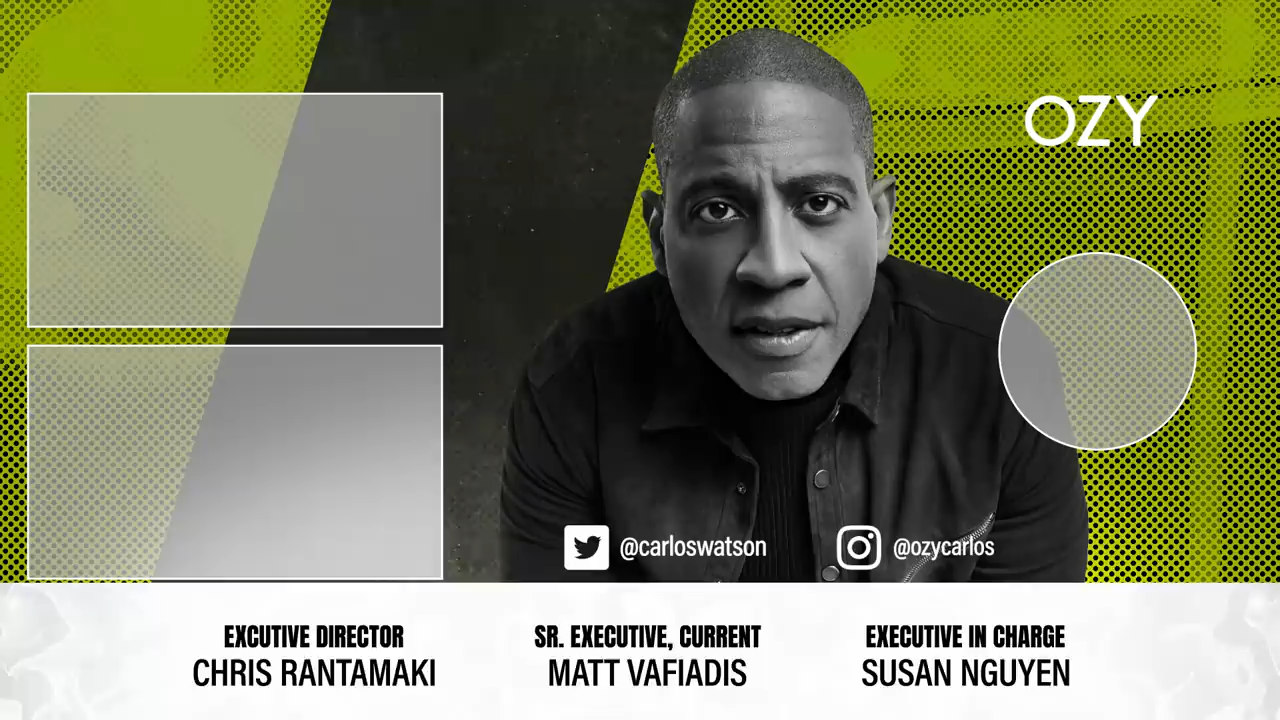 OZY
@carloswatson
@ozycarlos
EXCUTIVE DIRECTOR
CHRIS RANTAMAKI
SR. EXECUTIVE, CURRENT
MATT VAFIADIS
EXECUTIVE IN CHARGE
SUSAN NGUYEN